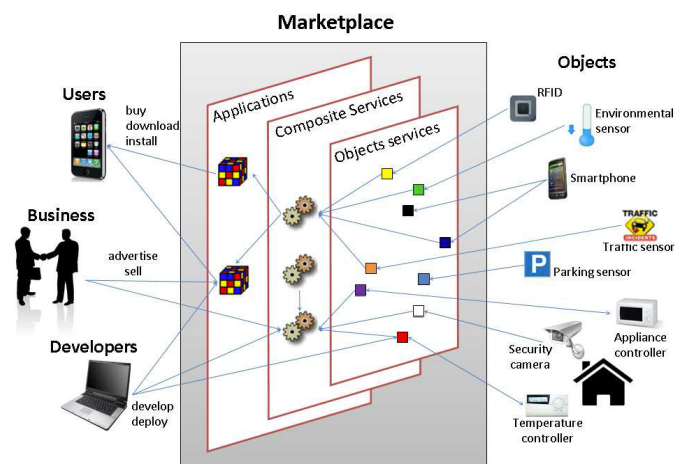 Marketplace
Users
buy
download
install
Business
advertise
sell
Developers
develop
deploy
Applications
Composite Services
Objects services
Objects
RFID
Environmental
sensor
Smartphone
TRAFFIC
INCIDENTS
Traffic sensor
P
Parking sensor
Appliance
controller
Security
camera
Temperature
controller